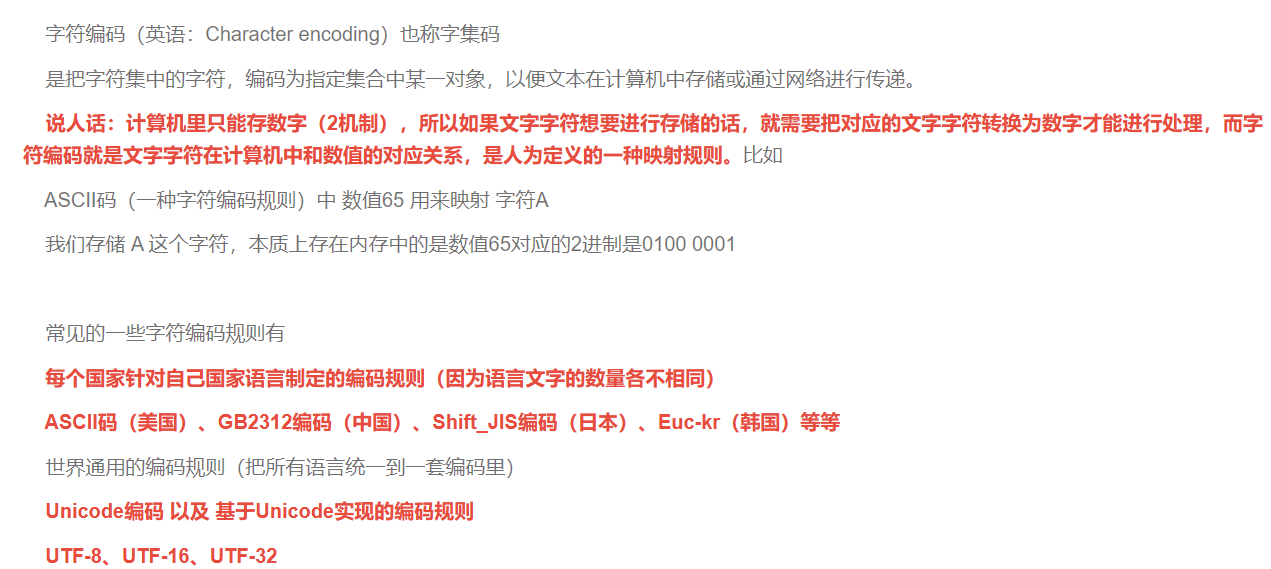 字符编码（英语：Character encoding）也称字集码
是把字符集中的字符，编码为指定集合中某一对象，以便文本在计算机中存储或通过网络进行传递。
说人话：计算机里只能存数字（2机制），所以如果文字字符想要进行存储的话，就需要把对应的文字字符转换为数字才能进行处理，而字
符编码就是文字字符在计算机中和数值的对应关系，是人为定义的一种映射规则。比如
ASCII码（一种字符编码规则）中 数值65 用来映射 字符A
我们存储 A 这个字符，本质上存在内存中的是数值65对应的2进制是0100 0001
常见的一些字符编码规则有
每个国家针对自己国家语言制定的编码规则（因为语言文字的数量各不相同）
ASCII码（美国）、GB2312编码（中国）、Shift_JIS编码（日本）、Euc-kr（韩国）等等
世界通用的编码规则（把所有语言统一到一套编码里）
Unicode编码 以及 基于Unicode实现的编码规则
UTF-8、UTF-16、UTF-32